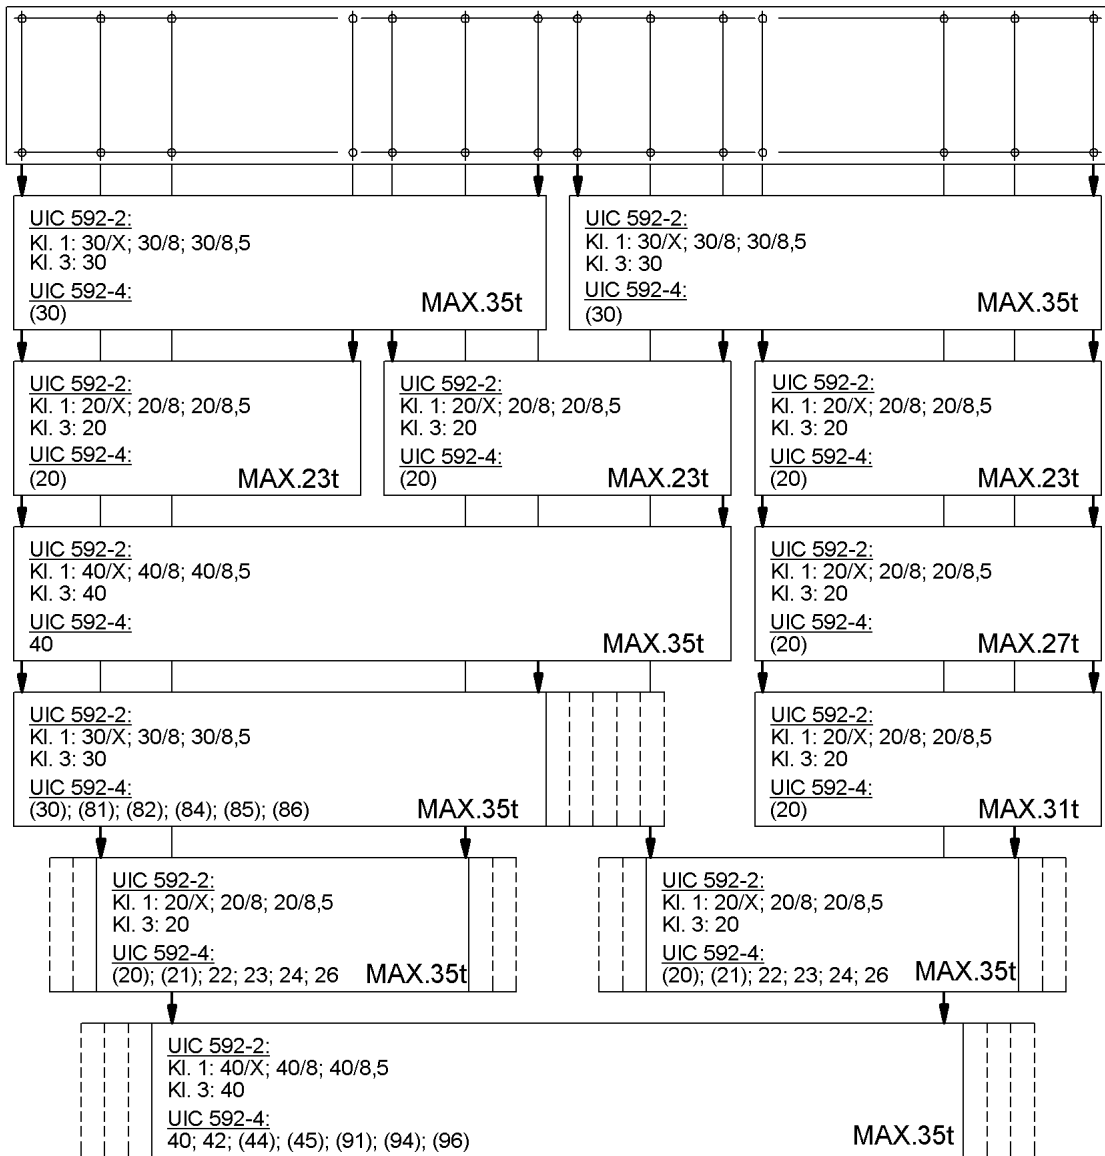 UIC 592-2:
Kl. 1: 30/X; 30/8; 30/8,5
Kl. 3: 30
UIC 592-4:
(30)
MAX.35t
UIC 592-2:
Kl. 1: 30/X; 30/8; 30/8,5
Kl. 3: 30
UIC 592-4:
(30)
MAX.35t
UIC 592-2:
Kl. 1: 20/X; 20/8; 20/8,5
Kl. 3: 20
UIC 592-4:
(20)
MAX.23t
UIC 592-2:
Kl. 1: 20/X; 20/8; 20/8,5
Kl. 3: 20
UIC 592-4:
(20)
MAX.23t
UIC 592-2:
Kl. 1: 20/X; 20/8; 20/8,5
Kl. 3: 20
UIC 592-4:
(20)
MAX.23t
UIC 592-2:
Kl. 1: 40/X; 40/8; 40/8,5
Kl. 3: 40
UIC 592-4:
40
MAX.35t
UIC 592-2:
Kl. 1: 20/X; 20/8; 20/8,5
Kl. 3: 20
UIC 592-4:
(20)
MAX.27t
UIC 592-2:
Kl. 1: 30/X; 30/8; 30/8,5
Kl. 3: 30
UIC 592-4:
(30); (81); (82); (84); (85); (86)
MAX.35t
UIC 592-2:
Kl. 1: 20/X; 20/8; 20/8,5
Kl. 3: 20
UIC 592-4:
(20)
MAX.31t
UIC 592-2:
Kl. 1: 20/X; 20/8; 20/8,5
Kl. 3: 20
UIC 592-4:
(20); (21); 22; 23; 24; 26
MAX.35t
UIC 592-2:
Kl. 1: 20/X; 20/8; 20/8,5
Kl. 3: 20
UIC 592-4:
(20); (21); 22; 23; 24; 26
MAX.35t
UIC 592-2:
Kl. 1: 40/X; 40/8; 40/8,5
Kl. 3: 40
UIC 592-4:
40; 42; (44); (45); (91); (94); (96)
MAX.35t